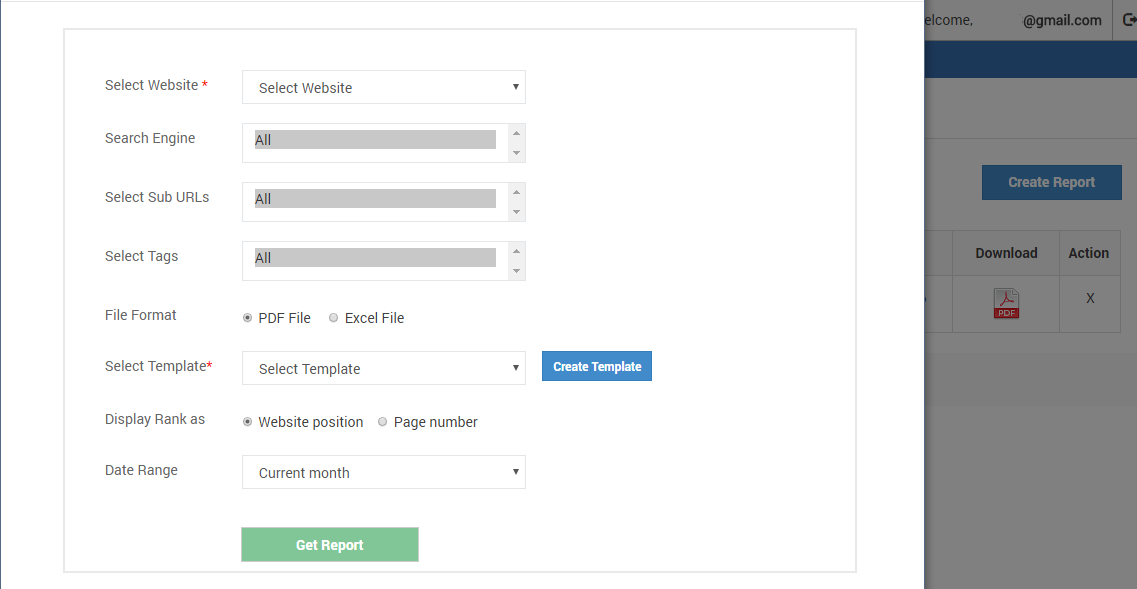 elcome, @gmail.com
Select Website *
Select Website
Search Engine
All
Select Sub URLs
All
Select Tags
All
File Format
PDF File Excel File
Select Template*
Select Template
Create Template
Display Rank as
Website position Page number
Date Range
Current month
Get Report
Create Report
Download Action
PDF X